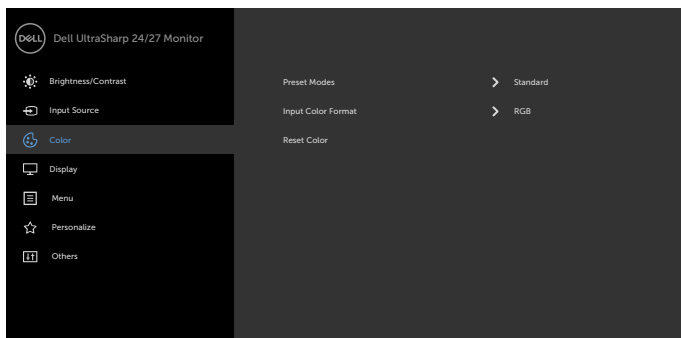 DELL Dell UltraSharp 24/27 Monitor
Brightness/Contrast
Preset Modes Standard
Input Source
Input Color Format RGB
Color
Reset Color
Display
Menu
Personalize
Others